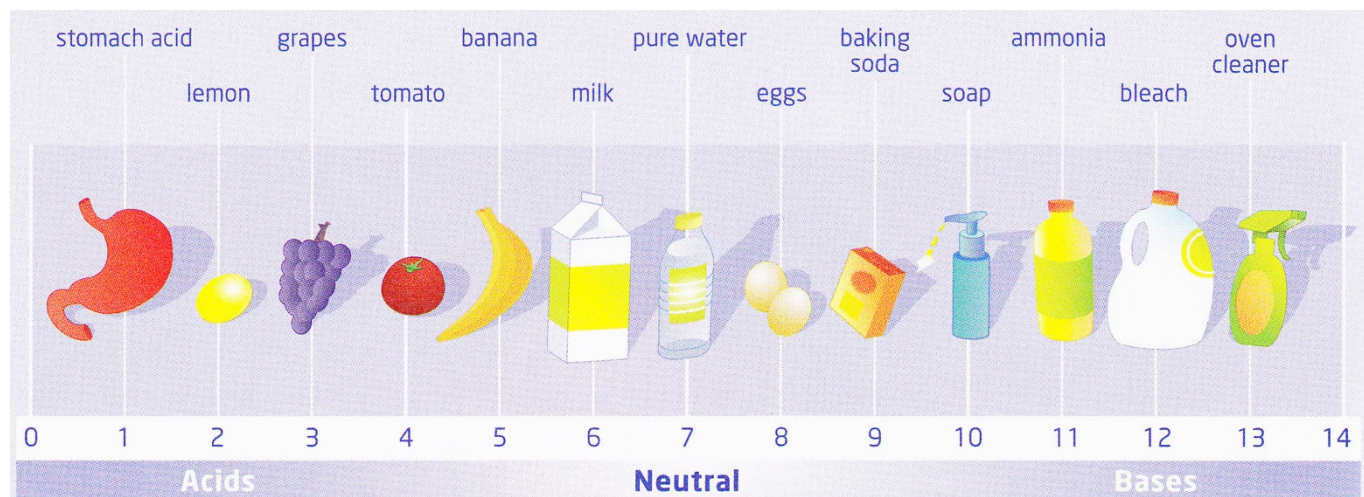 stomach acid
grapes
banana
pure water
baking
soda
ammonia
oven
cleaner
lemon
tomato
milk
eggs
soap
bleach
0 1 2 3 4 5 6 7 8 9 10 11 12 13 14
Acids Neutral Bases